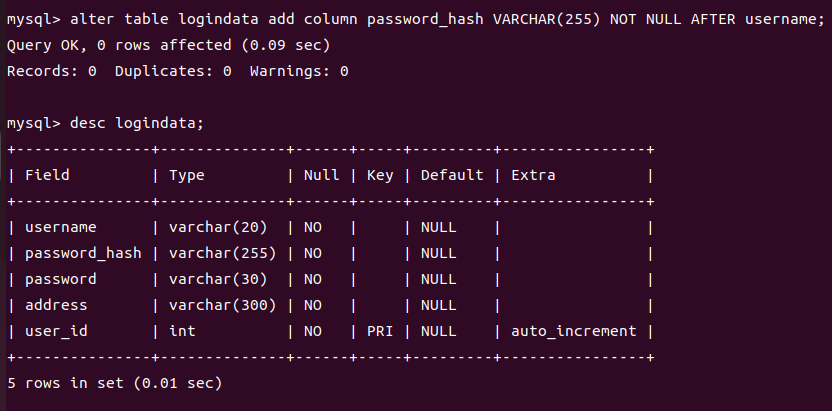 mysql> alter table logindata add column password_hash VARCHAR(255) NOT NULL AFTER username;
Query OK, 0 rows affected (0.09 sec)
Records: 0  Duplicates: 0  Warnings: 0

mysql> desc logindata;
+---------------+--------------+------+-----+---------+----------------+
| Field         | Type         | Null | Key | Default | Extra          |
+---------------+--------------+------+-----+---------+----------------+
| username      | varchar(20)  | NO   |     | NULL    |                |
| password_hash | varchar(255) | NO   |     | NULL    |                |
| password      | varchar(30)  | NO   |     | NULL    |                |
| address       | varchar(300) | NO   |     | NULL    |                |
| user_id       | int          | NO   | PRI | NULL    | auto_increment |
+---------------+--------------+------+-----+---------+----------------+
5 rows in set (0.01 sec)